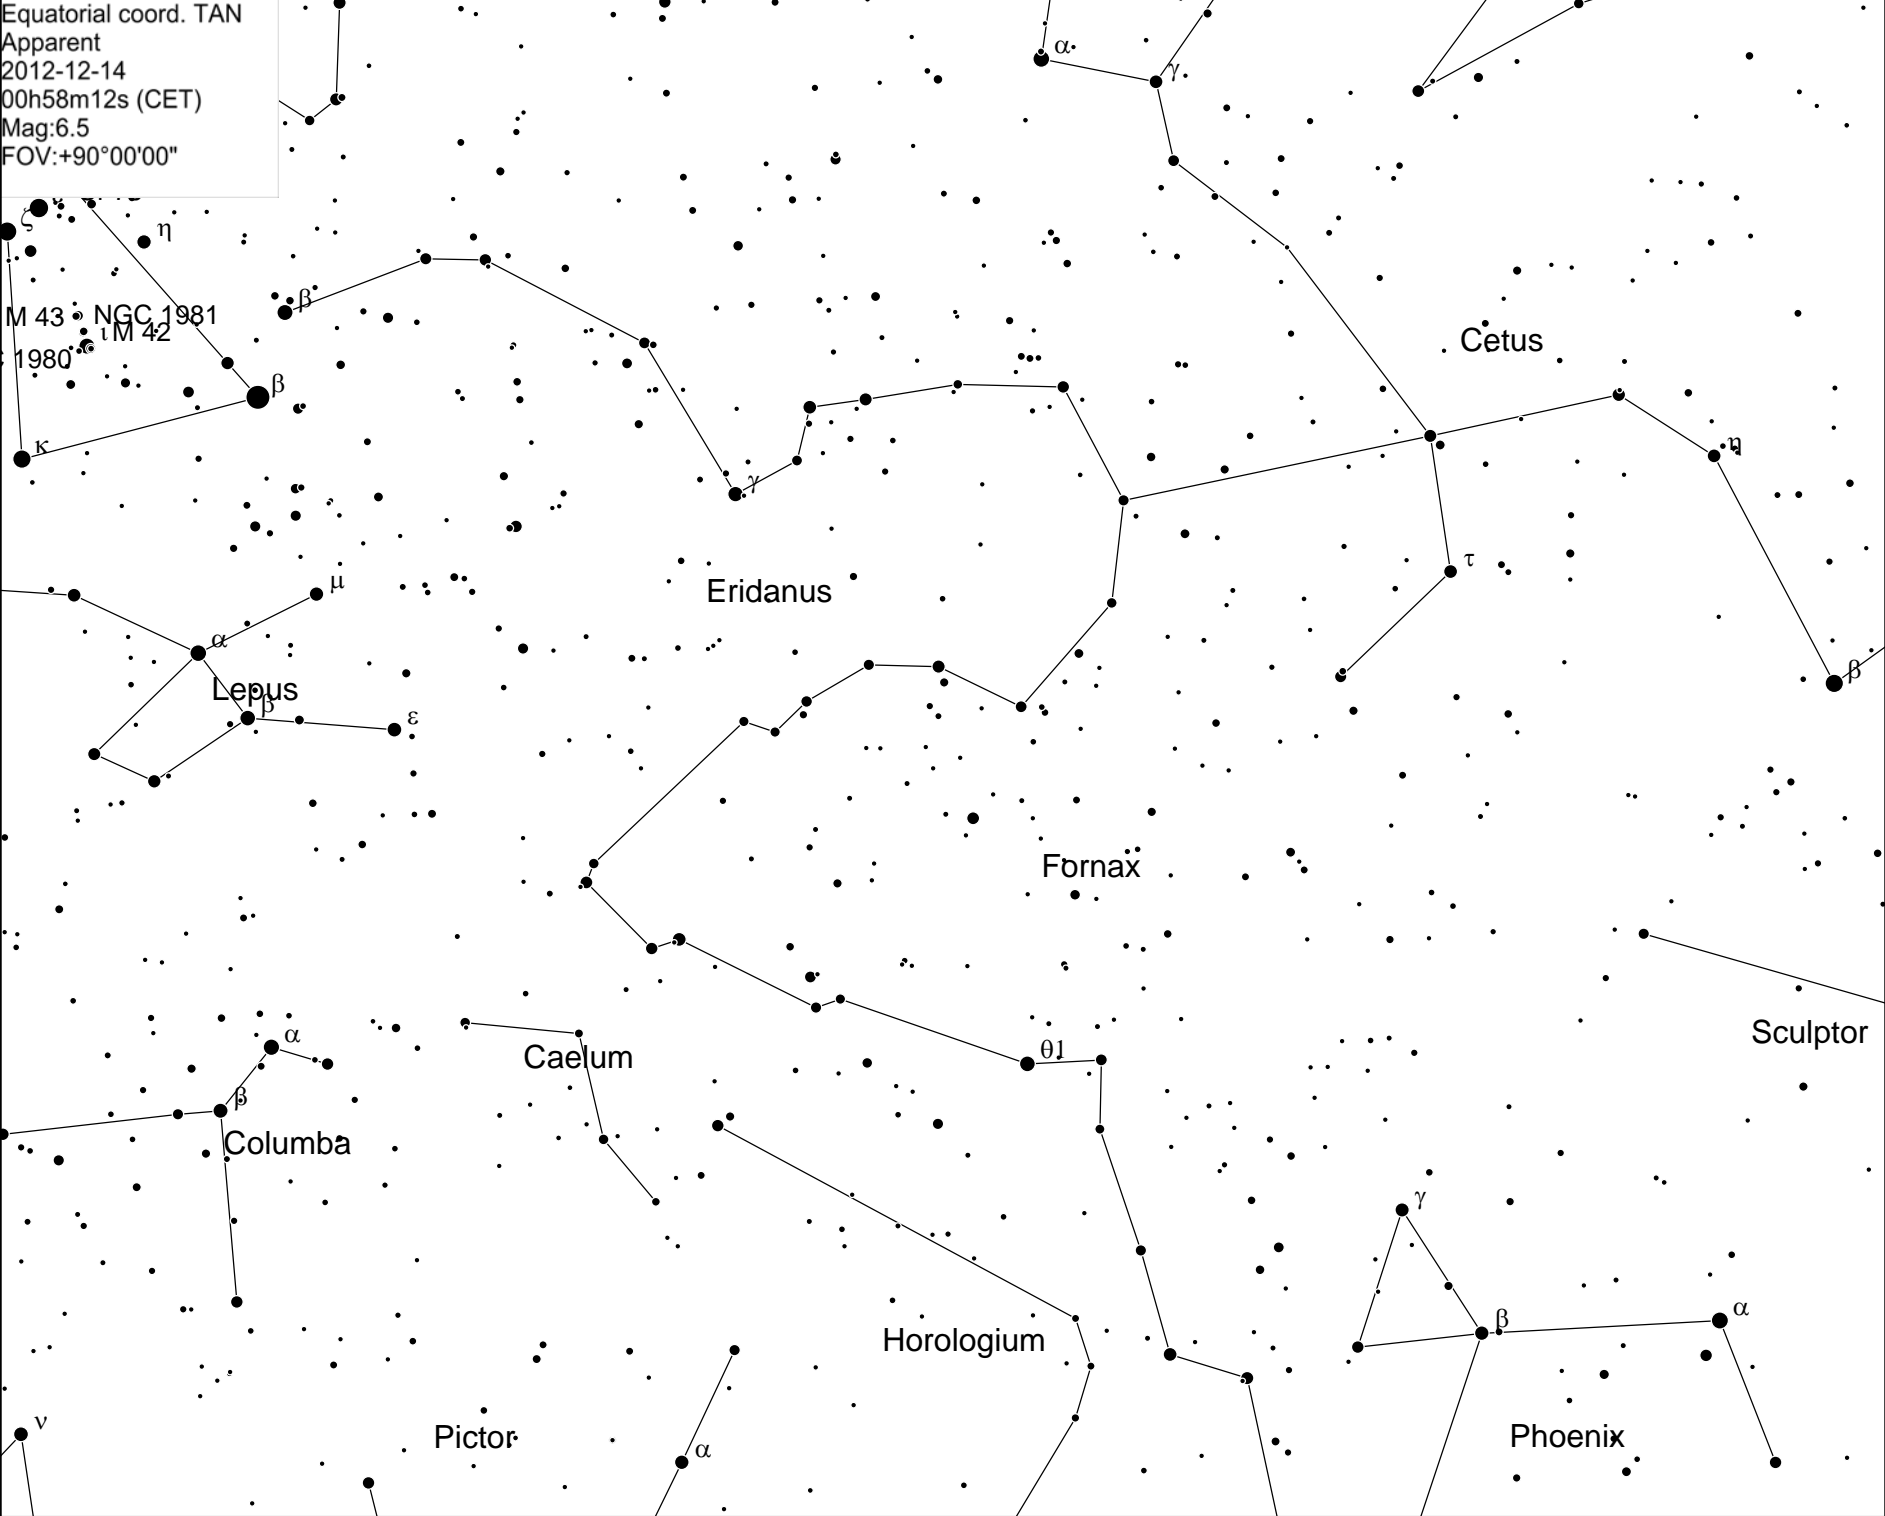 Equatorial coord. TAN
Apparent
2012-12-14
00h58m12s (CET)
Mag:6.5
FOV:+90°00'00"
α
γ
ζ
η
β
M 43
NGC 1981
ι M 42
1980
β
κ
Cetus
η
γ
τ
Eridanus
μ
α
Lepus
β
ε
β
Fornax
Sculptor
α
θ1
Caelum
β
Columba
γ
α
β
Horologium
ν
Pictor
α
Phoenix